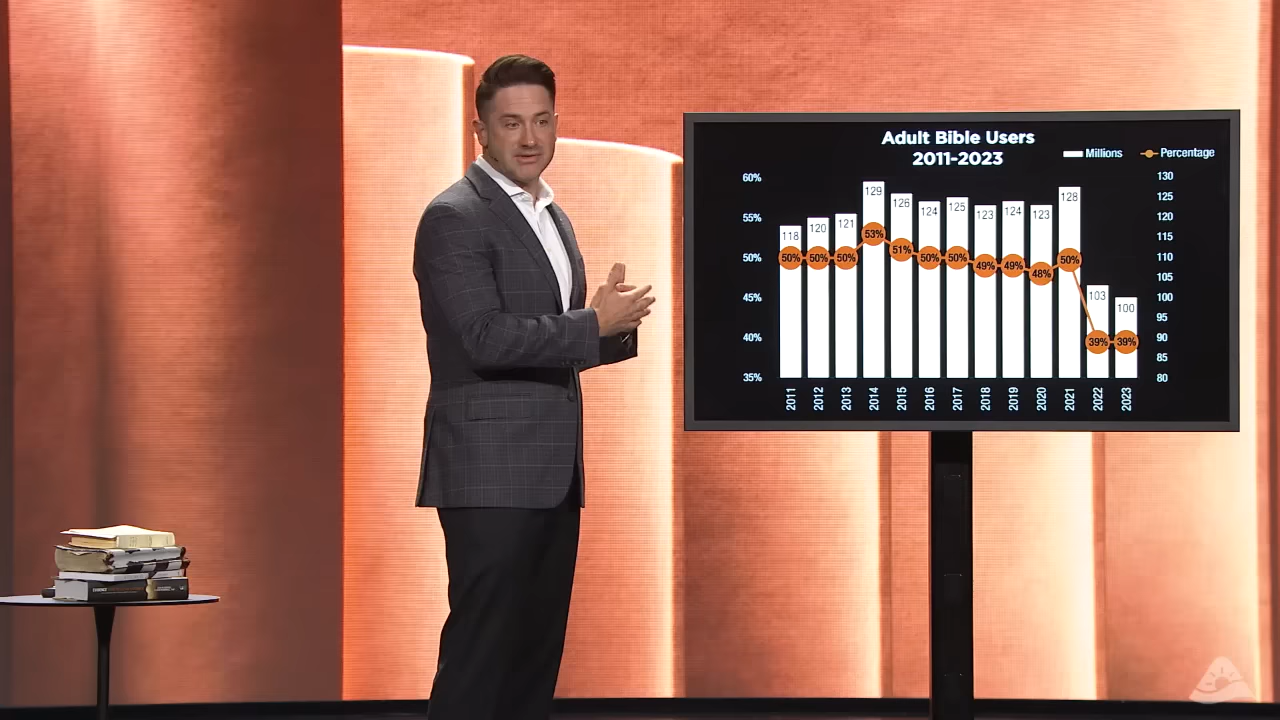 Adult Bible Users
2011-2023
Millions Percentage
60% 130
125
55% 120
115
50% 110
105
45% 100
95
40% 90
85
35% 80
118 120 121 129 126 124 125 123 124 123 128 103 100
50% 50% 50% 53% 51% 50% 50% 49% 49% 48% 50% 39% 39%
2011 2012 2013 2014 2015 2016 2017 2018 2019 2020 2021 2022 2023